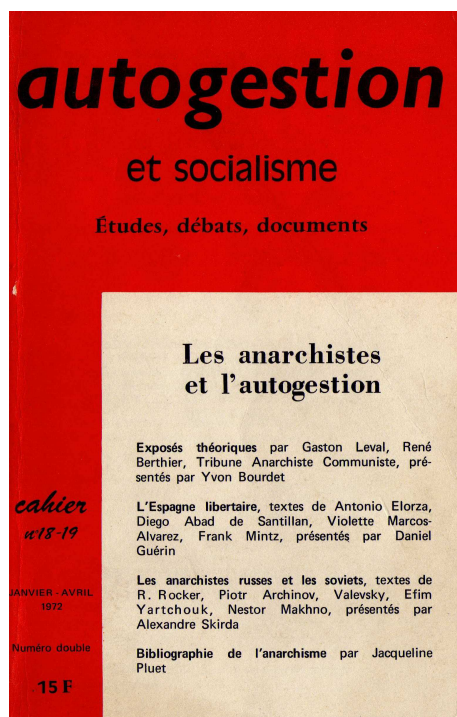 autogestion
et socialisme
Études, débats, documents
Les anarchistes
et l'autogestion
Exposés théoriques par Gaston Leval, René
Berthier, Tribune Anarchiste Communiste, pré-
sentés par Yvon Bourdet
L'Espagne libertaire, textes de Antonio Elorza,
Diego Abad de Santillan, Violette Marcos-
Alvarez, Frank Mintz, présentés par Daniel
Guérin
Les anarchistes russes et les soviets, textes de
R. Rocker, Piotr Archinov, Valevsky, Efim
Yartchouk, Nestor Makhno, présentés par
Alexandre Skirda
Bibliographie de l'anarchisme par Jacqueline
Pluet
cahier
n°18-19
JANVIER - AVRIL
1972
Numéro double
15 F